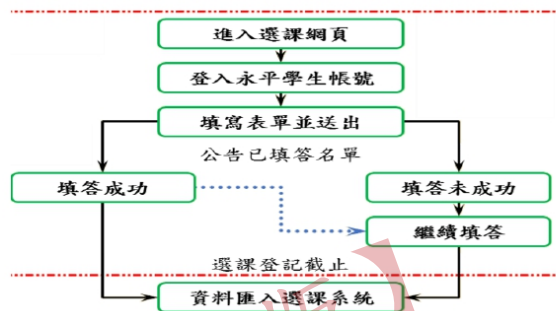 進入選課網頁
登入永平學生帳號
填寫表單並送出
公告已填答名單
填答成功
填答未成功
繼續填答
選課登記截止
資料匯入選課系統